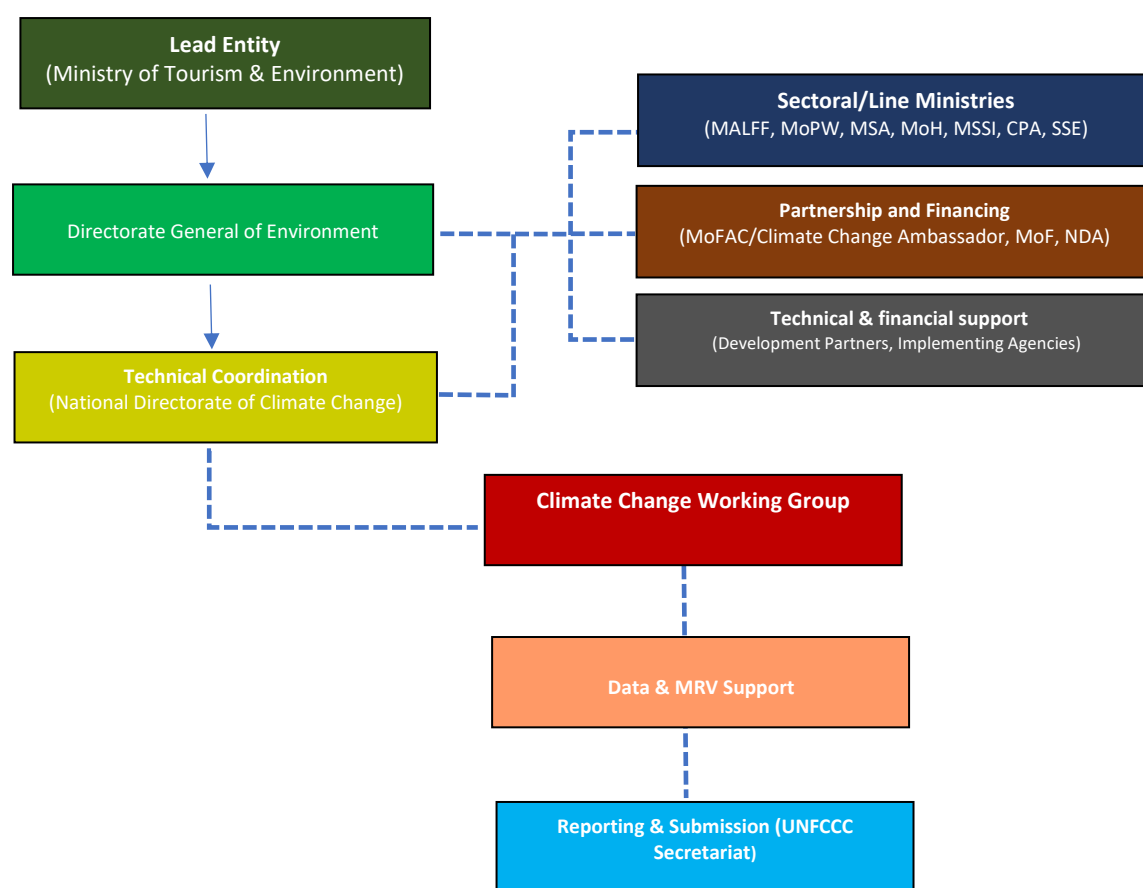 Lead Entity
(Ministry of Tourism & Environment)
Sectoral/Line Ministries
(MALFF, MoPW, MSA, MoH, MSSI, CPA, SSE)
Directorate General of Environment
Partnership and Financing
(MoFAC/Climate Change Ambassador, MoF, NDA)
Technical & financial support
(Development Partners, Implementing Agencies)
Technical Coordination
(National Directorate of Climate Change)
Climate Change Working Group
Data & MRV Support
Reporting & Submission (UNFCCC
Secretariat)